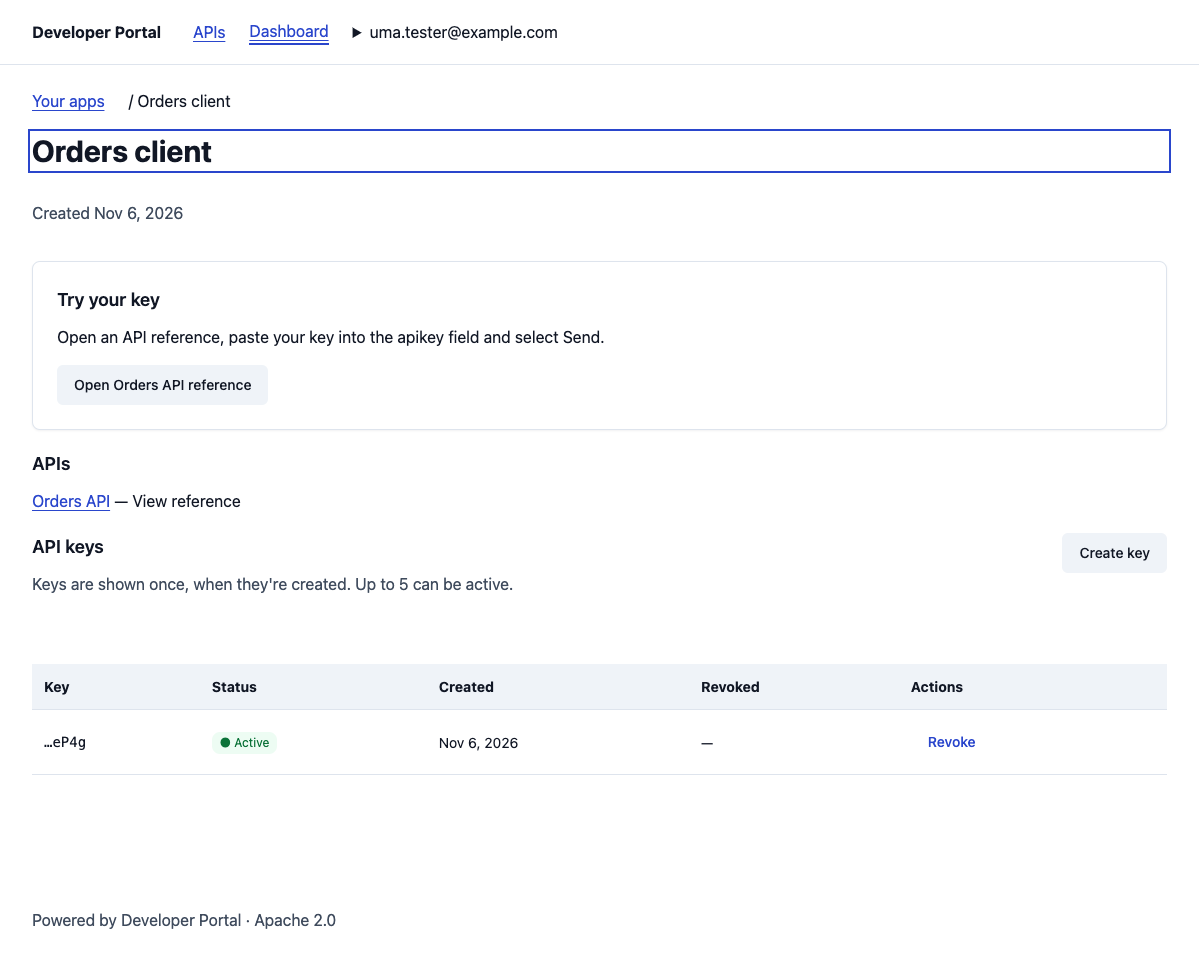 Developer Portal APIs Dashboard ▶ uma.tester@example.com
Your apps / Orders client
Orders client
Created Nov 6, 2026
Try your key
Open an API reference, paste your key into the apikey field and select Send.
Open Orders API reference
APIs
Orders API — View reference
API keys
Create key
Keys are shown once, when they're created. Up to 5 can be active.
Key Status Created Revoked Actions
…eP4g Active Nov 6, 2026 — Revoke
Powered by Developer Portal · Apache 2.0